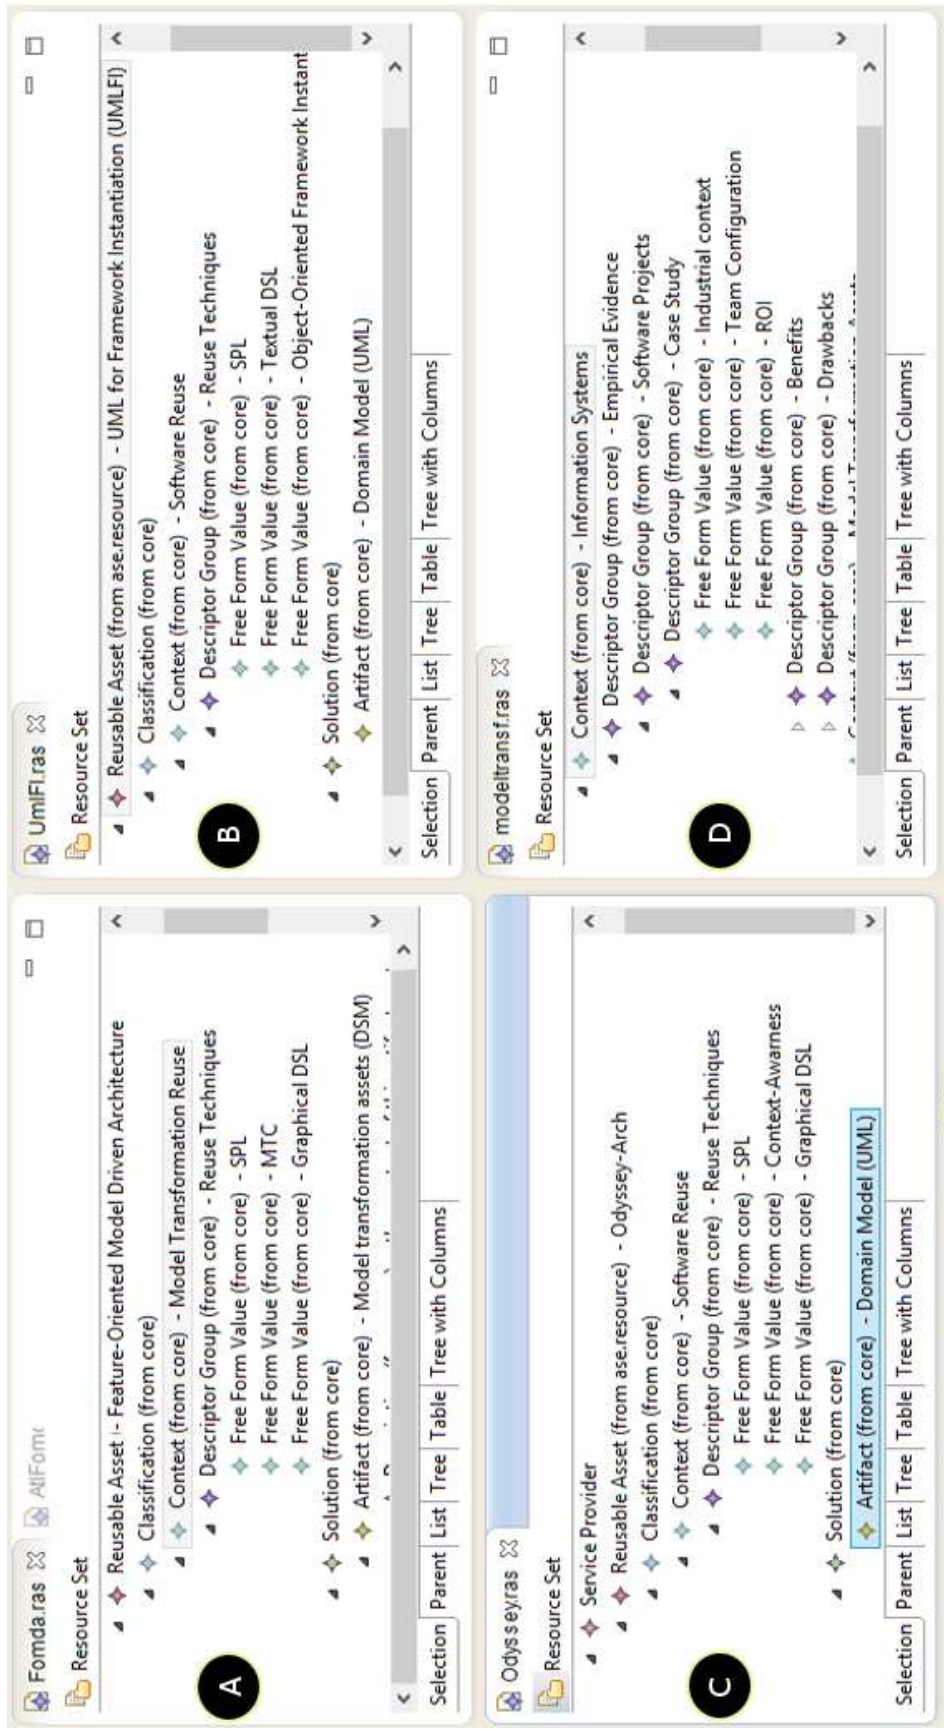 Fomda.ras AtlFom
Resource Set
Reusable Asset - Feature-Oriented Model Driven Architecture
Classification (from core)
Context (from core) - Model Transformation Reuse
Descriptor Group (from core) - Reuse Techniques
Free Form Value (from core) - SPL
Free Form Value (from core) - MTC
Free Form Value (from core) - Graphical DSL
Solution (from core)
Artifact (from core) - Model transformation assets (DSM)
Selection Parent List Tree Table Tree with Columns
A
UmlFI.ras
Resource Set
Reusable Asset (from ase.resource) - UML for Framework Instantiation (UMLFI)
Classification (from core)
Context (from core) - Software Reuse
Descriptor Group (from core) - Reuse Techniques
Free Form Value (from core) - SPL
Free Form Value (from core) - Textual DSL
Free Form Value (from core) - Object-Oriented Framework Instant
Solution (from core)
Artifact (from core) - Domain Model (UML)
Selection Parent List Tree Table Tree with Columns
B
Odyssey.ras
Resource Set
Service Provider
Reusable Asset (from ase.resource) - Odyssey-Arch
Classification (from core)
Context (from core) - Software Reuse
Descriptor Group (from core) - Reuse Techniques
Free Form Value (from core) - SPL
Free Form Value (from core) - Context-Awarness
Free Form Value (from core) - Graphical DSL
Solution (from core)
Artifact (from core) - Domain Model (UML)
Selection Parent List Tree Table Tree with Columns
C
modeltransf.ras
Resource Set
Context (from core) - Information Systems
Descriptor Group (from core) - Empirical Evidence
Descriptor Group (from core) - Software Projects
Descriptor Group (from core) - Case Study
Free Form Value (from core) - Industrial context
Free Form Value (from core) - Team Configuration
Free Form Value (from core) - ROI
Descriptor Group (from core) - Benefits
Descriptor Group (from core) - Drawbacks
Selection Parent List Tree Table Tree with Columns
D